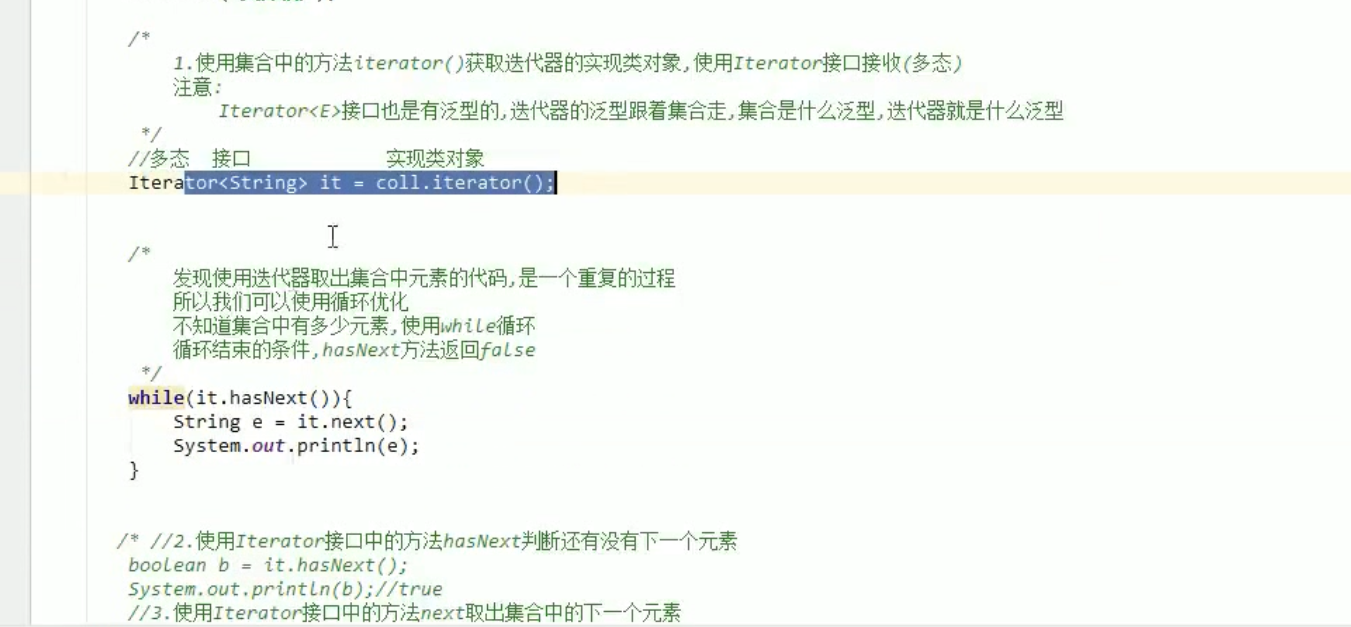 /*
1.使用集合中的方法iterator()获取迭代器的实现类对象,使用Iterator接口接收(多态)
注意:
Iterator<E>接口也是有泛型的,迭代器的泛型跟着集合走,集合是什么泛型,迭代器就是什么泛型
*/
//多态 接口 实现类对象
Iterator<String> it = coll.iterator();
/*
发现使用迭代器取出集合中元素的代码,是一个重复的过程
所以我们可以使用循环优化
不知道集合中有多少元素,使用while循环
循环结束的条件,hasNext方法返回false
*/
while(it.hasNext()){
String e = it.next();
System.out.println(e);
}
/* //2.使用Iterator接口中的方法hasNext判断还有没有下一个元素
boolean b = it.hasNext();
System.out.println(b);//true
//3.使用Iterator接口中的方法next取出集合中的下一个元素